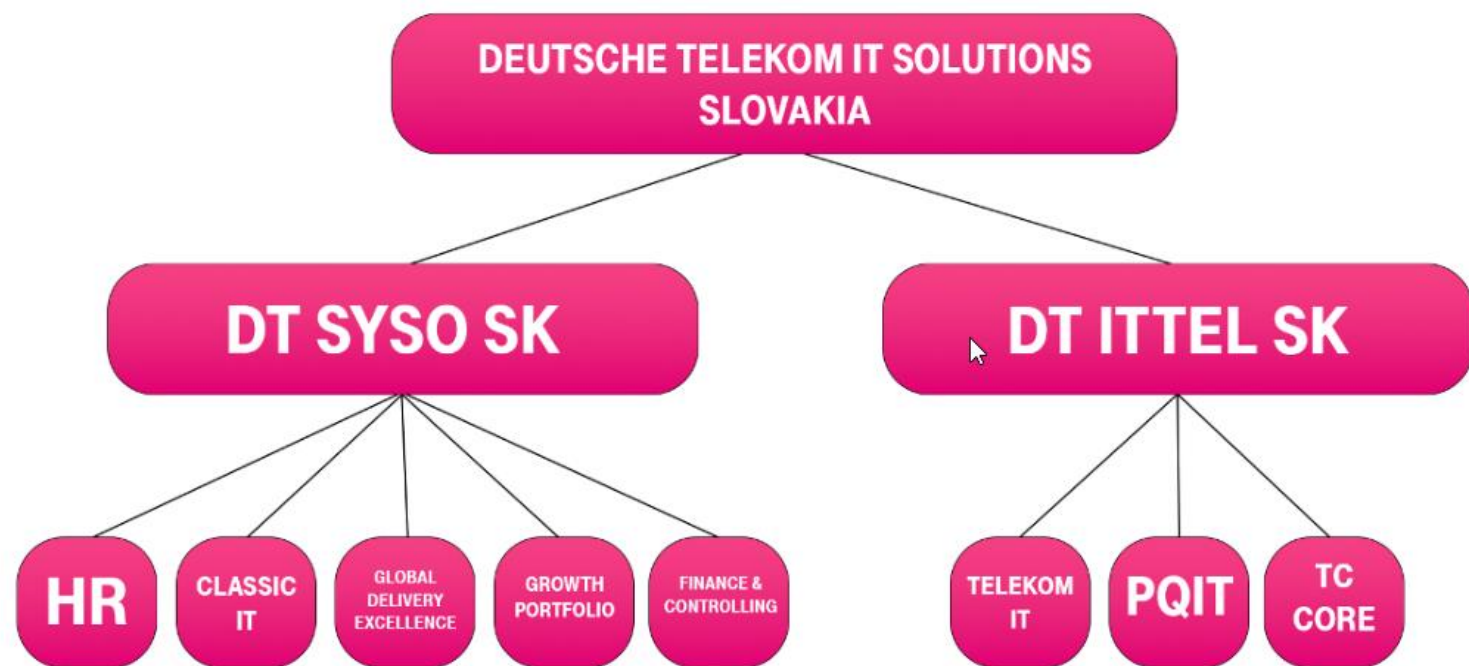 DEUTSCHE TELEKOM IT SOLUTIONS
SLOVAKIA
DT SYSO SK
DT ITTEL SK
HR
CLASSIC
IT
GLOBAL
DELIVERY
EXCELLENCE
GROWTH
PORTFOLIO
FINANCE &
CONTROLLING
TELEKOM
IT
PQIT
TC
CORE